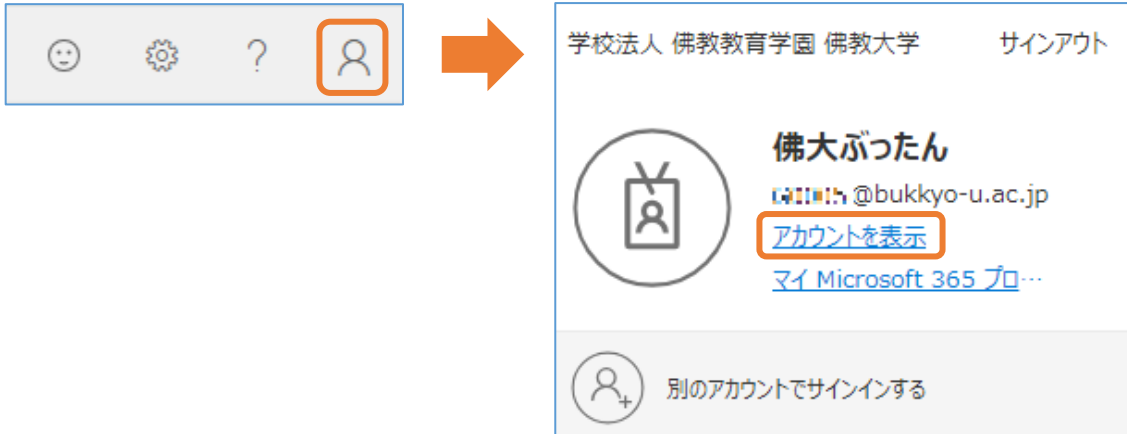 ?
学校法人 佛教教育学園 佛教大学 サインアウト
佛大ぶったん
@bukkyo-u.ac.jp
アカウントを表示
マイ Microsoft 365 プロ…
別のアカウントでサインインする